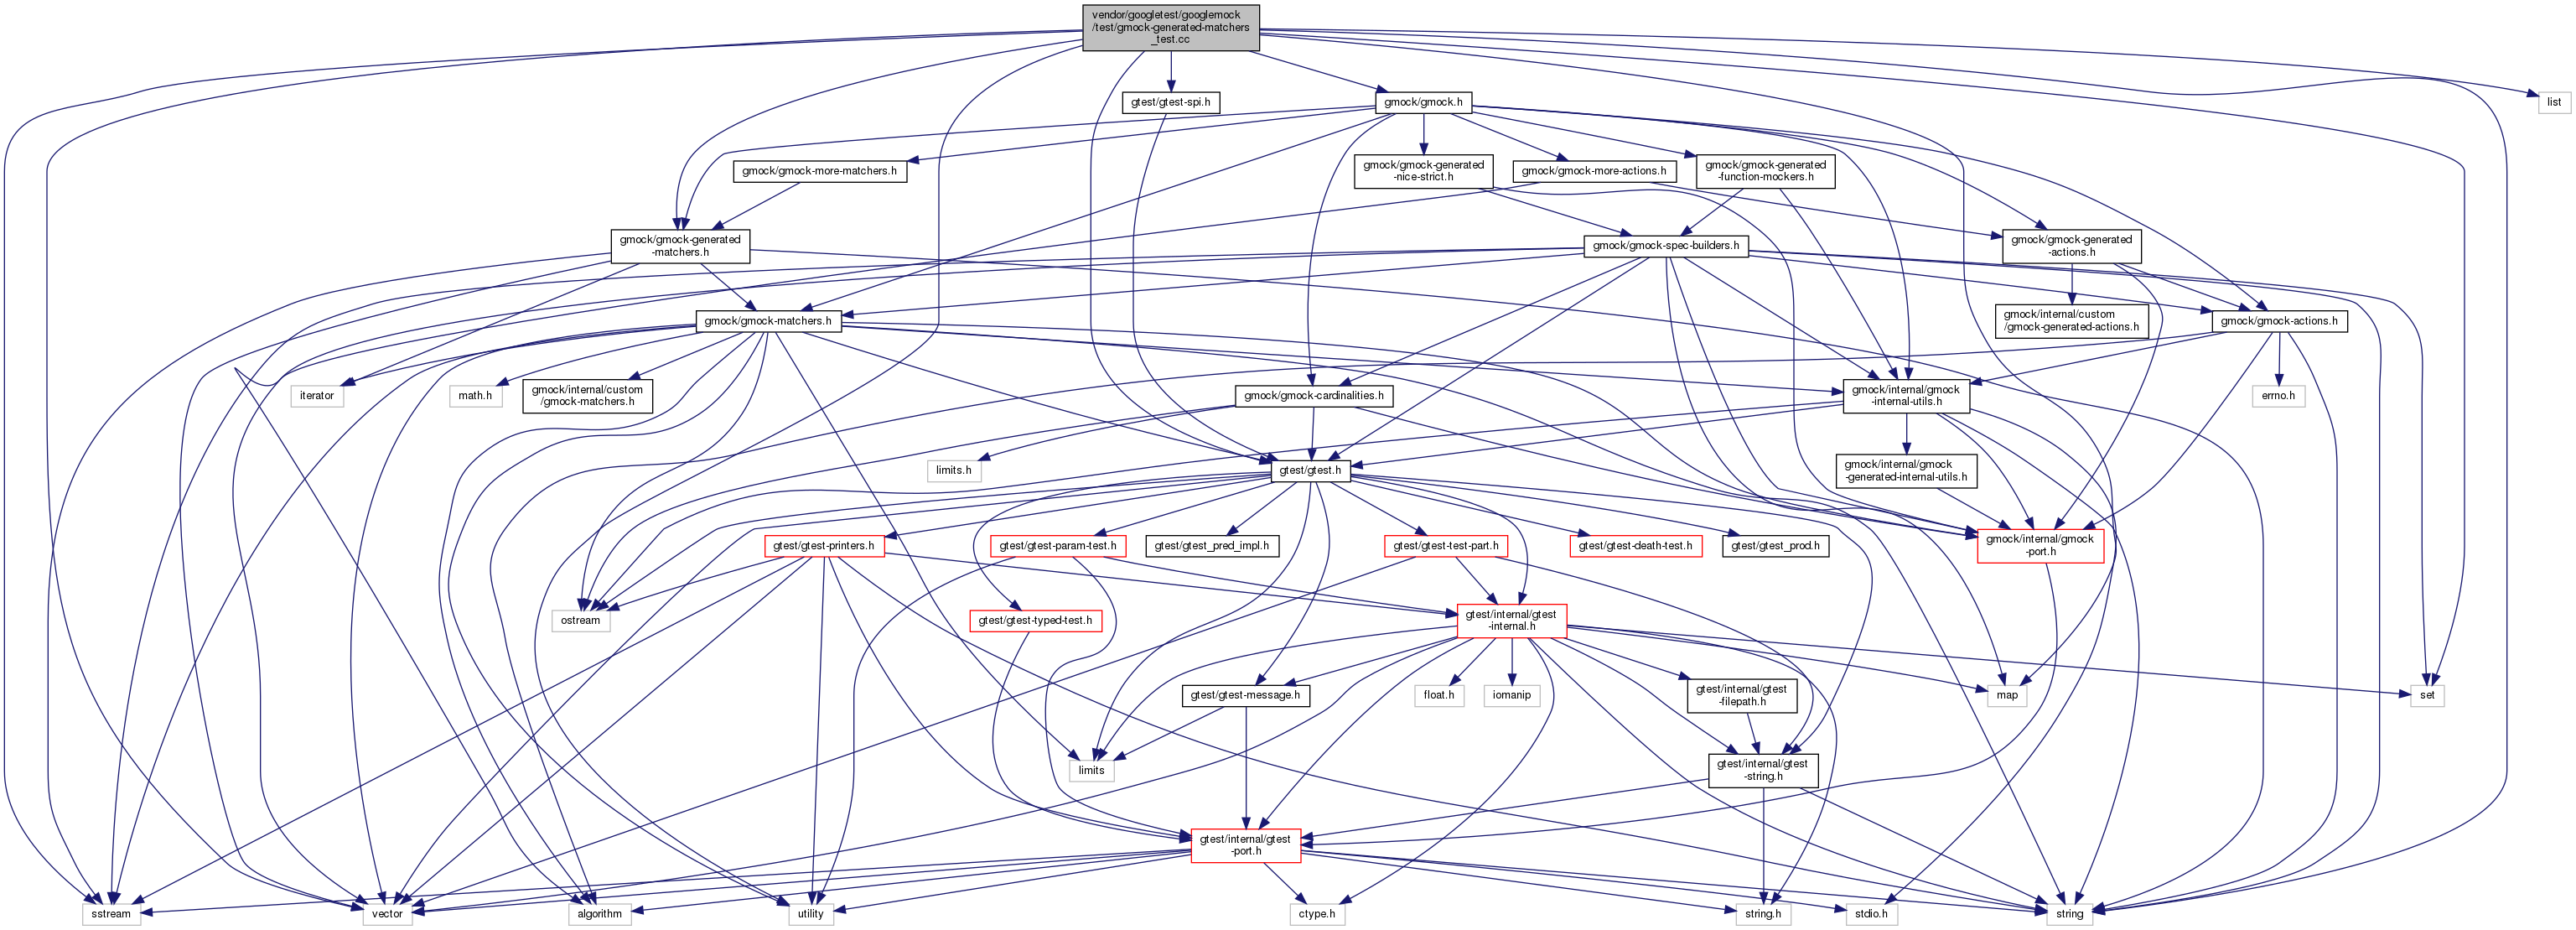 vendor/googletest/googlemock
/test/gmock-generated-matchers
_test.cc
list
gtest/gtest-spi.h
gmock/gmock.h
gmock/gmock-more-matchers.h
gmock/gmock-generated
-nice-strict.h
gmock/gmock-more-actions.h
gmock/gmock-generated
-function-mockers.h
gmock/gmock-generated
-matchers.h
gmock/gmock-spec-builders.h
gmock/gmock-generated
-actions.h
gmock/gmock-matchers.h
gmock/internal/custom
/gmock-generated-actions.h
gmock/gmock-actions.h
iterator
math.h
gmock/internal/custom
/gmock-matchers.h
gmock/gmock-cardinalities.h
gmock/internal/gmock
-internal-utils.h
errno.h
limits.h
gtest/gtest.h
gmock/internal/gmock
-generated-internal-utils.h
gtest/gtest-printers.h
gtest/gtest-param-test.h
gtest/gtest_pred_impl.h
gtest/gtest-test-part.h
gtest/gtest-death-test.h
gtest/gtest_prod.h
gmock/internal/gmock
-port.h
ostream
gtest/gtest-typed-test.h
gtest/internal/gtest
-internal.h
gtest/gtest-message.h
float.h
iomanip
gtest/internal/gtest
-filepath.h
map
set
limits
gtest/internal/gtest
-string.h
gtest/internal/gtest
-port.h
sstream
vector
algorithm
utility
ctype.h
string.h
stdio.h
string